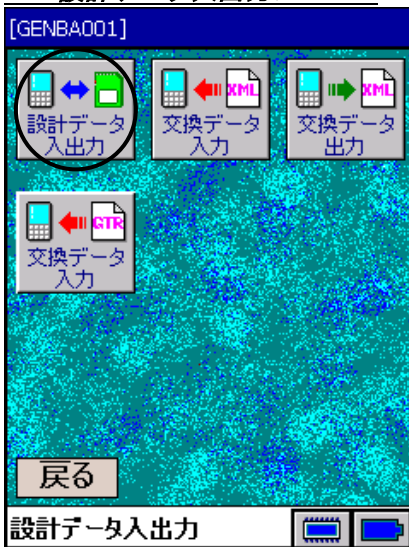 [GENBA001]
XML
XML
設計データ
入出力
交換データ
入力
交換データ
出力
GTR
交換データ
入力
戻る
設計データ入出力